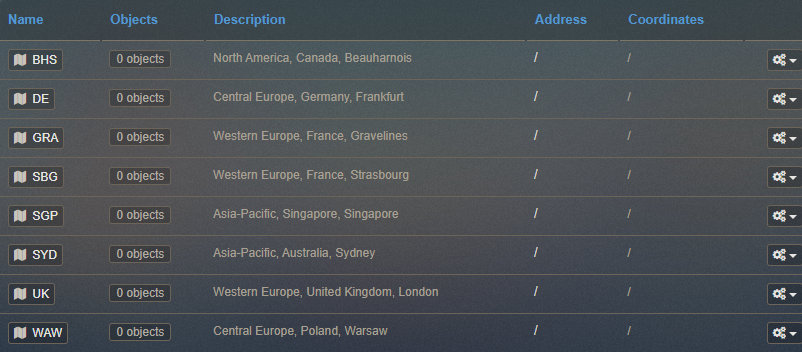 Name Objects Description Address Coordinates
BHS 0 objects North America, Canada, Beauharnois / /
DE 0 objects Central Europe, Germany, Frankfurt / /
GRA 0 objects Western Europe, France, Gravelines / /
SBG 0 objects Western Europe, France, Strasbourg / /
SGP 0 objects Asia-Pacific, Singapore, Singapore / /
SYD 0 objects Asia-Pacific, Australia, Sydney / /
UK 0 objects Western Europe, United Kingdom, London / /
WAW 0 objects Central Europe, Poland, Warsaw / /